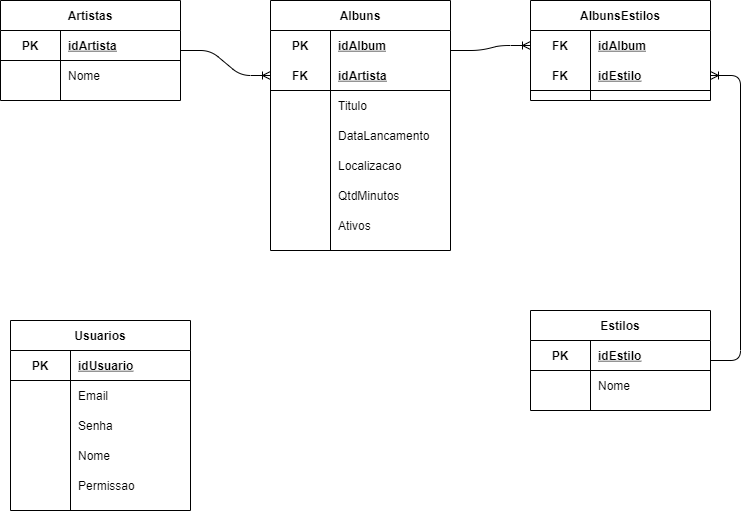 Artistas
PK idArtista
Nome
Albuns
PK idAlbum
FK idArtista
Titulo
DataLancamento
Localizacao
QtdMinutos
Ativos
AlbunsEstilos
FK idAlbum
FK idEstilo
Usuarios
PK idUsuario
Email
Senha
Nome
Permissao
Estilos
PK idEstilo
Nome